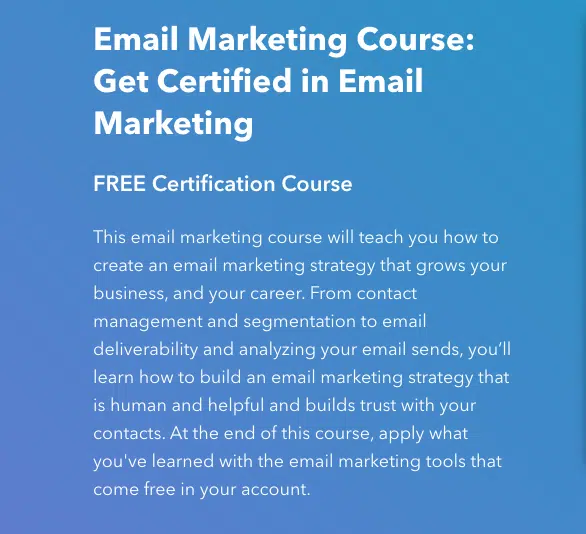 Email Marketing Course:
Get Certified in Email
Marketing
FREE Certification Course
This email marketing course will teach you how to
create an email marketing strategy that grows your
business, and your career. From contact
management and segmentation to email
deliverability and analyzing your email sends, you’ll
learn how to build an email marketing strategy that
is human and helpful and builds trust with your
contacts. At the end of this course, apply what
you've learned with the email marketing tools that
come free in your account.